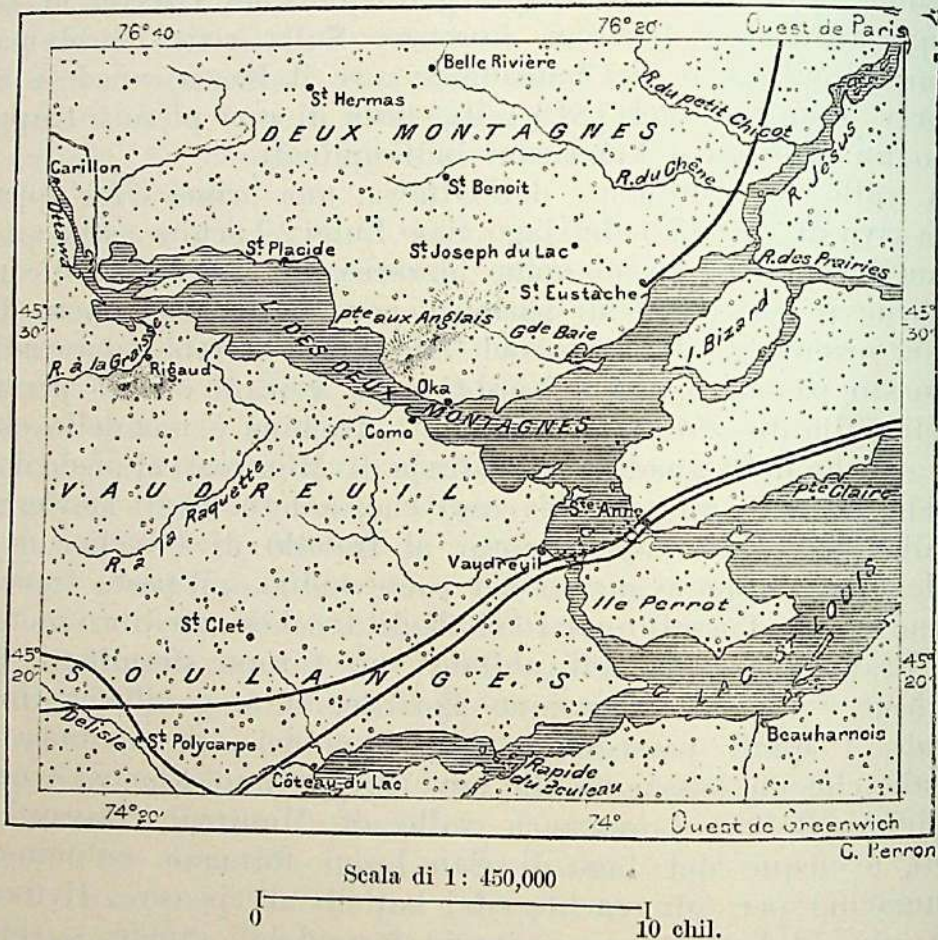 76° 40'
76° 20'
Ouest de Paris
Belle Rivière
St Hermas
R. du petit Chicot
DEUX MONTAGNES
R. Jésus
Carillon
St Benoit
R. du Chêne
Ottawa
St Placide
St Joseph du Lac
R. des Prairies
St Eustache
45° 30'
pte aux Anglais
Gde Baie
I. Bizard
45° 30'
L. DES DEUX MONTAGNES
R. à la Graisse
Rigaud
Oka
Como
VAUDREUIL
R. à la Raquette
Ste Anne
pte Claire
Vaudreuil
Ile Perrot
St Clet
LAC ST LOUIS
45° 20'
SOULANGES
45° 20'
Delisle
St Polycarpe
Beauharnois
Côteau du Lac
Rapide
du Bouleau
74° 20'
74°
Ouest de Greenwich
C. Perron
Scala di 1: 450,000
0
10 chil.